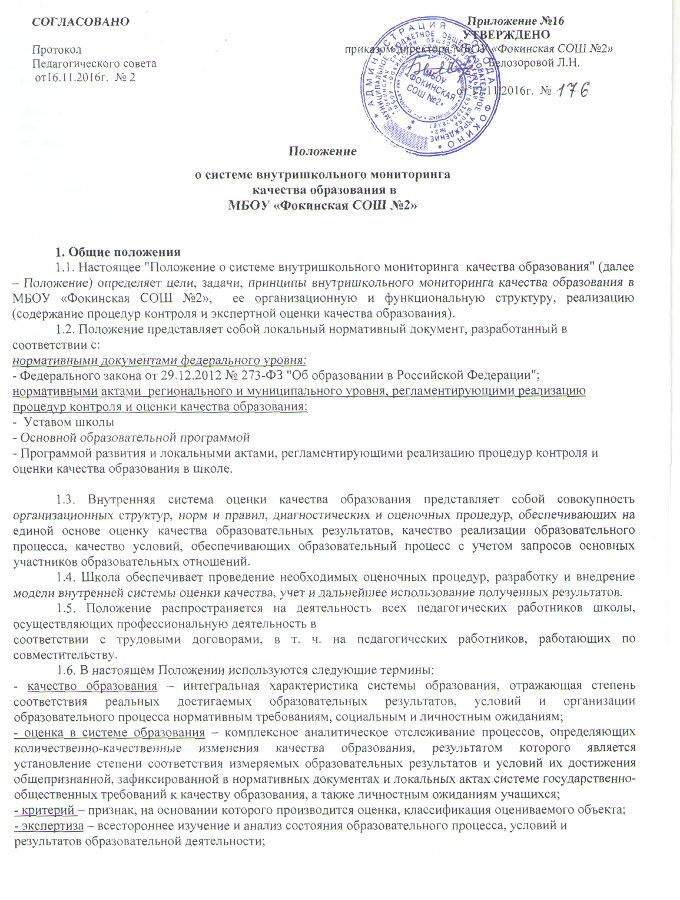 СОГЛАСОВАНО
Приложение №16
УТВЕРЖДЕНО
Протокол
приказом директора МБОУ «Фокинская СОШ №2»
Педагогического совета
Белозоровой Л.Н.
от16.11.2016г. № 2
11.2016г. № 176
АДМИНИСТРАЦИЯ ГОРОДА ФОКИНО
МБОУ
«ФОКИНСКАЯ
СОШ №2»
Положение
о системе внутришкольного мониторинга
качества образования в
МБОУ «Фокинская СОШ №2»
1. Общие положения
1.1. Настоящее "Положение о системе внутришкольного мониторинга качества образования" (далее
– Положение) определяет цели, задачи, принципы внутришкольного мониторинга качества образования в
МБОУ «Фокинская СОШ №2», ее организационную и функциональную структуру, реализацию
(содержание процедур контроля и экспертной оценки качества образования).
1.2. Положение представляет собой локальный нормативный документ, разработанный в
соответствии с:
нормативными документами федерального уровня:
- Федерального закона от 29.12.2012 № 273-ФЗ "Об образовании в Российской Федерации";
нормативными актами регионального и муниципального уровня, регламентирующими реализацию
процедур контроля и оценки качества образования:
- Уставом школы
- Основной образовательной программой
- Программой развития и локальными актами, регламентирующими реализацию процедур контроля и
оценки качества образования в школе.
1.3. Внутренняя система оценки качества образования представляет собой совокупность
организационных структур, норм и правил, диагностических и оценочных процедур, обеспечивающих на
единой основе оценку качества образовательных результатов, качество реализации образовательного
процесса, качество условий, обеспечивающих образовательный процесс с учетом запросов основных
участников образовательных отношений.
1.4. Школа обеспечивает проведение необходимых оценочных процедур, разработку и внедрение
модели внутренней системы оценки качества, учет и дальнейшее использование полученных результатов.
1.5. Положение распространяется на деятельность всех педагогических работников школы,
осуществляющих профессиональную деятельность в
соответствии с трудовыми договорами, в т. ч. на педагогических работников, работающих по
совместительству.
1.6. В настоящем Положении используются следующие термины:
- качество образования – интегральная характеристика системы образования, отражающая степень
соответствия реальных достигаемых образовательных результатов, условий и организации
образовательного процесса нормативным требованиям, социальным и личностным ожиданиям;
- оценка в системе образования – комплексное аналитическое отслеживание процессов, определяющих
количественно-качественные изменения качества образования, результатом которого является
установление степени соответствия измеряемых образовательных результатов и условий их достижения
общепризнанной, зафиксированной в нормативных документах и локальных актах системе государственно-
общественных требований к качеству образования, а также личностным ожиданиям учащихся;
- критерий – признак, на основании которого производится оценка, классификация оцениваемого объекта;
- экспертиза – всестороннее изучение и анализ состояния образовательного процесса, условий и
результатов образовательной деятельности;